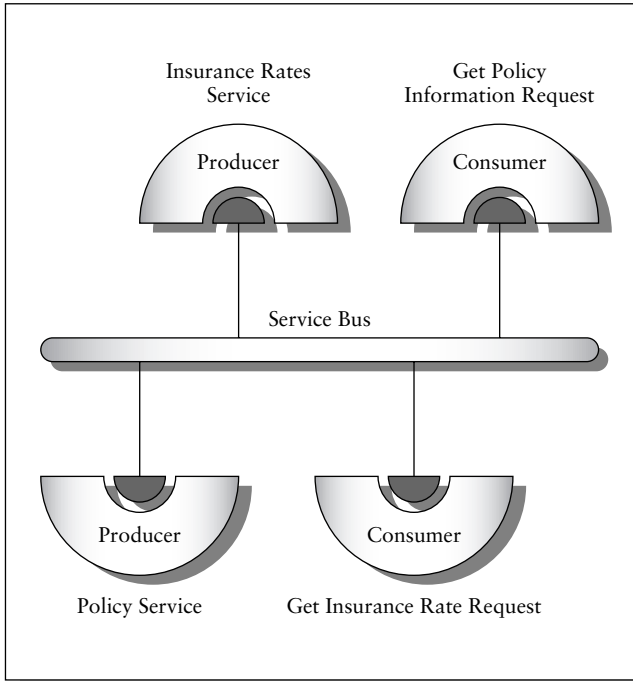 Insurance Rates
Service
Get Policy
Information Request
Producer
Consumer
Service Bus
Producer
Consumer
Policy Service
Get Insurance Rate Request